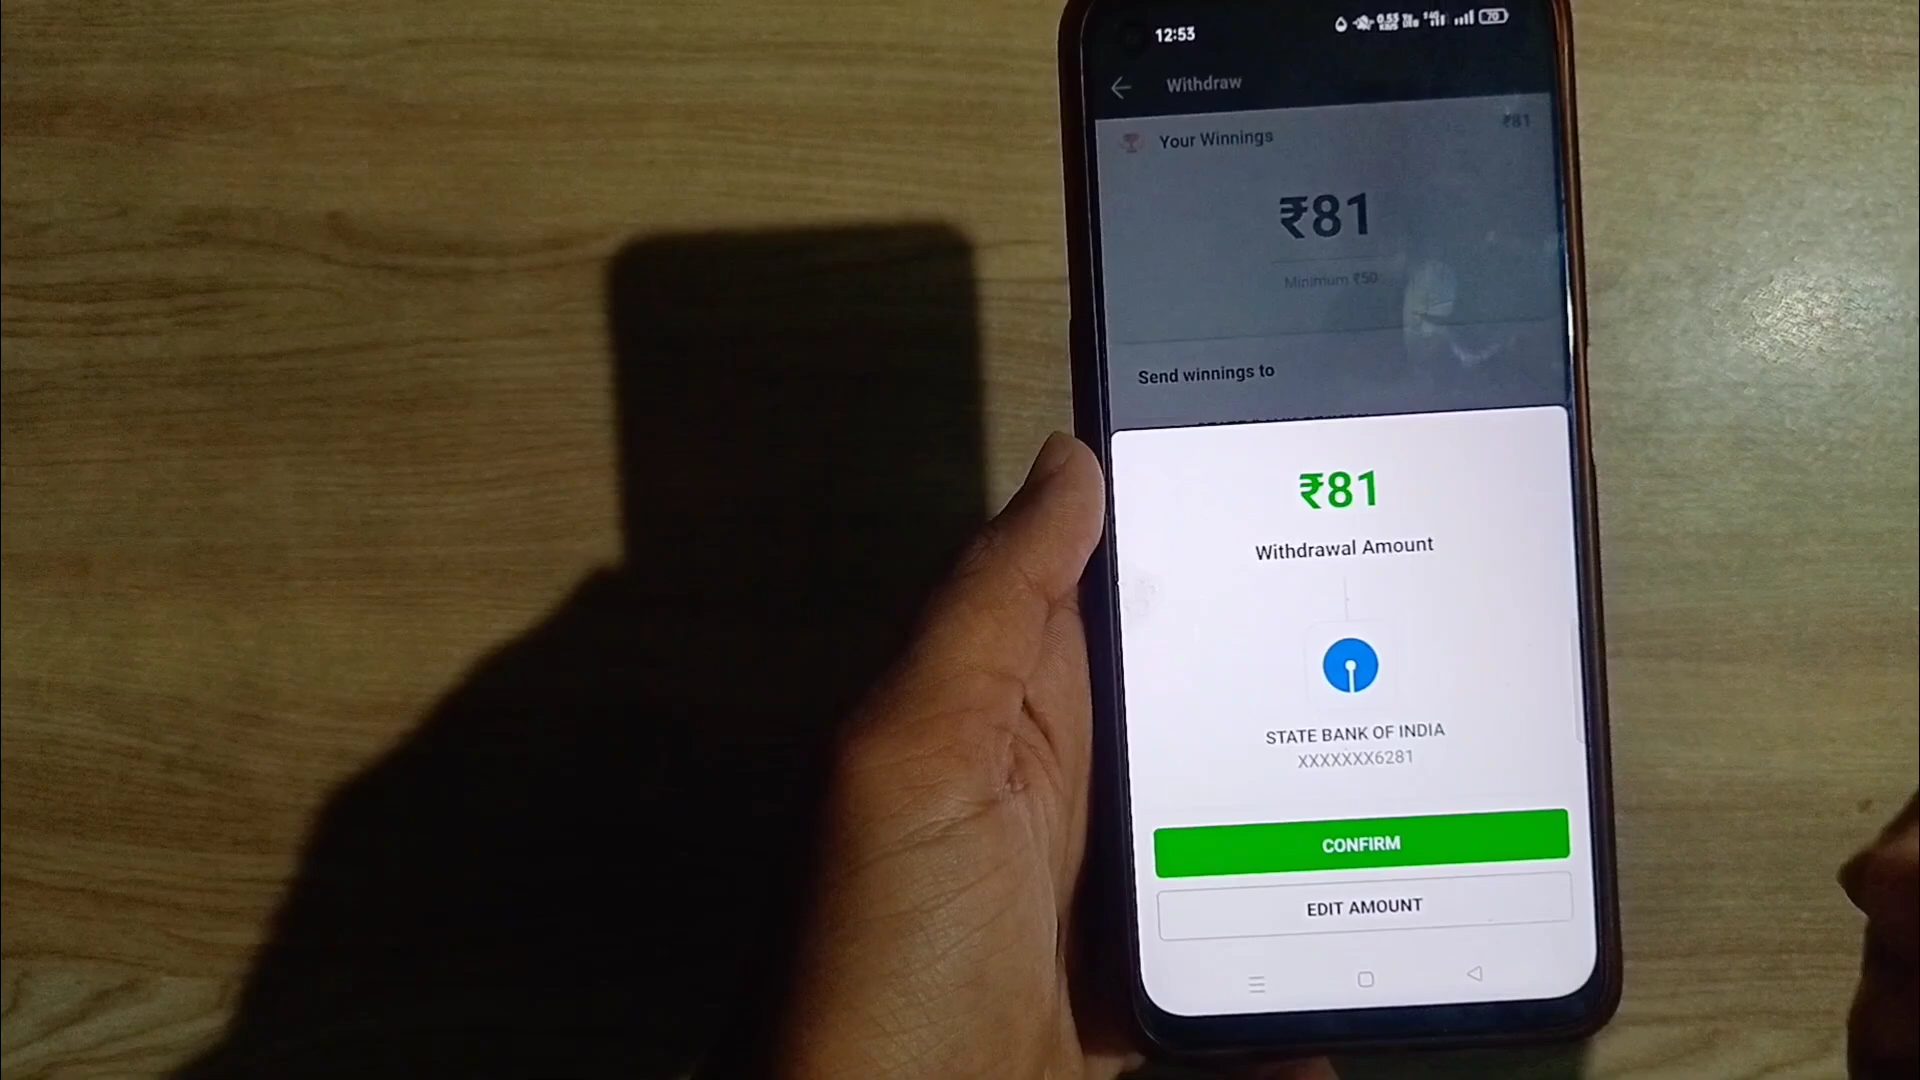 12:53
Withdraw
Your Winnings
₹81
₹81
Minimum ₹50
Send winnings to
₹81
Withdrawal Amount
STATE BANK OF INDIA
XXXXXXX6281
CONFIRM
EDIT AMOUNT